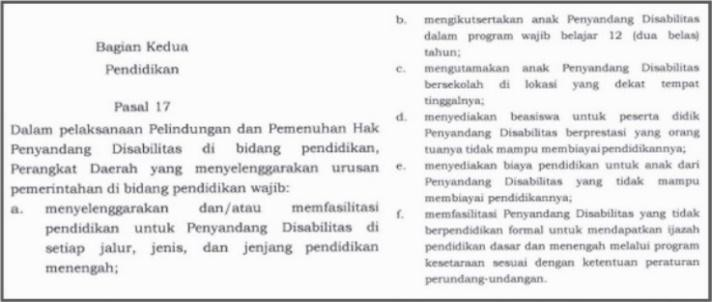 Bagian Kedua
Pendidikan
Pasal 17
Dalam pelaksanaan Pelindungan dan Pemenuhan Hak
Penyandang Disabilitas di bidang pendidikan,
Perangkat Daerah yang menyelenggarakan urusan
pemerintahan di bidang pendidikan wajib:
a. menyelenggarakan dan/atau memfasilitasi
pendidikan untuk Penyandang Disabilitas di
setiap jalur, jenis, dan jenjang pendidikan
menengah;
b. mengikutsertakan anak Penyandang Disabilitas
dalam program wajib belajar 12 (dua belas)
tahun;
c. mengutamakan anak Penyandang Disabilitas
bersekolah di lokasi yang dekat tempat
tinggalnya;
d. menyediakan beasiswa untuk peserta didik
Penyandang Disabilitas berprestasi yang orang
tuanya tidak mampu membiayai pendidikannya;
e. menyediakan biaya pendidikan untuk anak dari
Penyandang Disabilitas yang tidak mampu
membiayai pendidikannya;
f. memfasilitasi Penyandang Disabilitas yang tidak
berpendidikan formal untuk mendapatkan ijazah
pendidikan dasar dan menengah melalui program
kesetaraan sesuai dengan ketentuan peraturan
perundang-undangan.